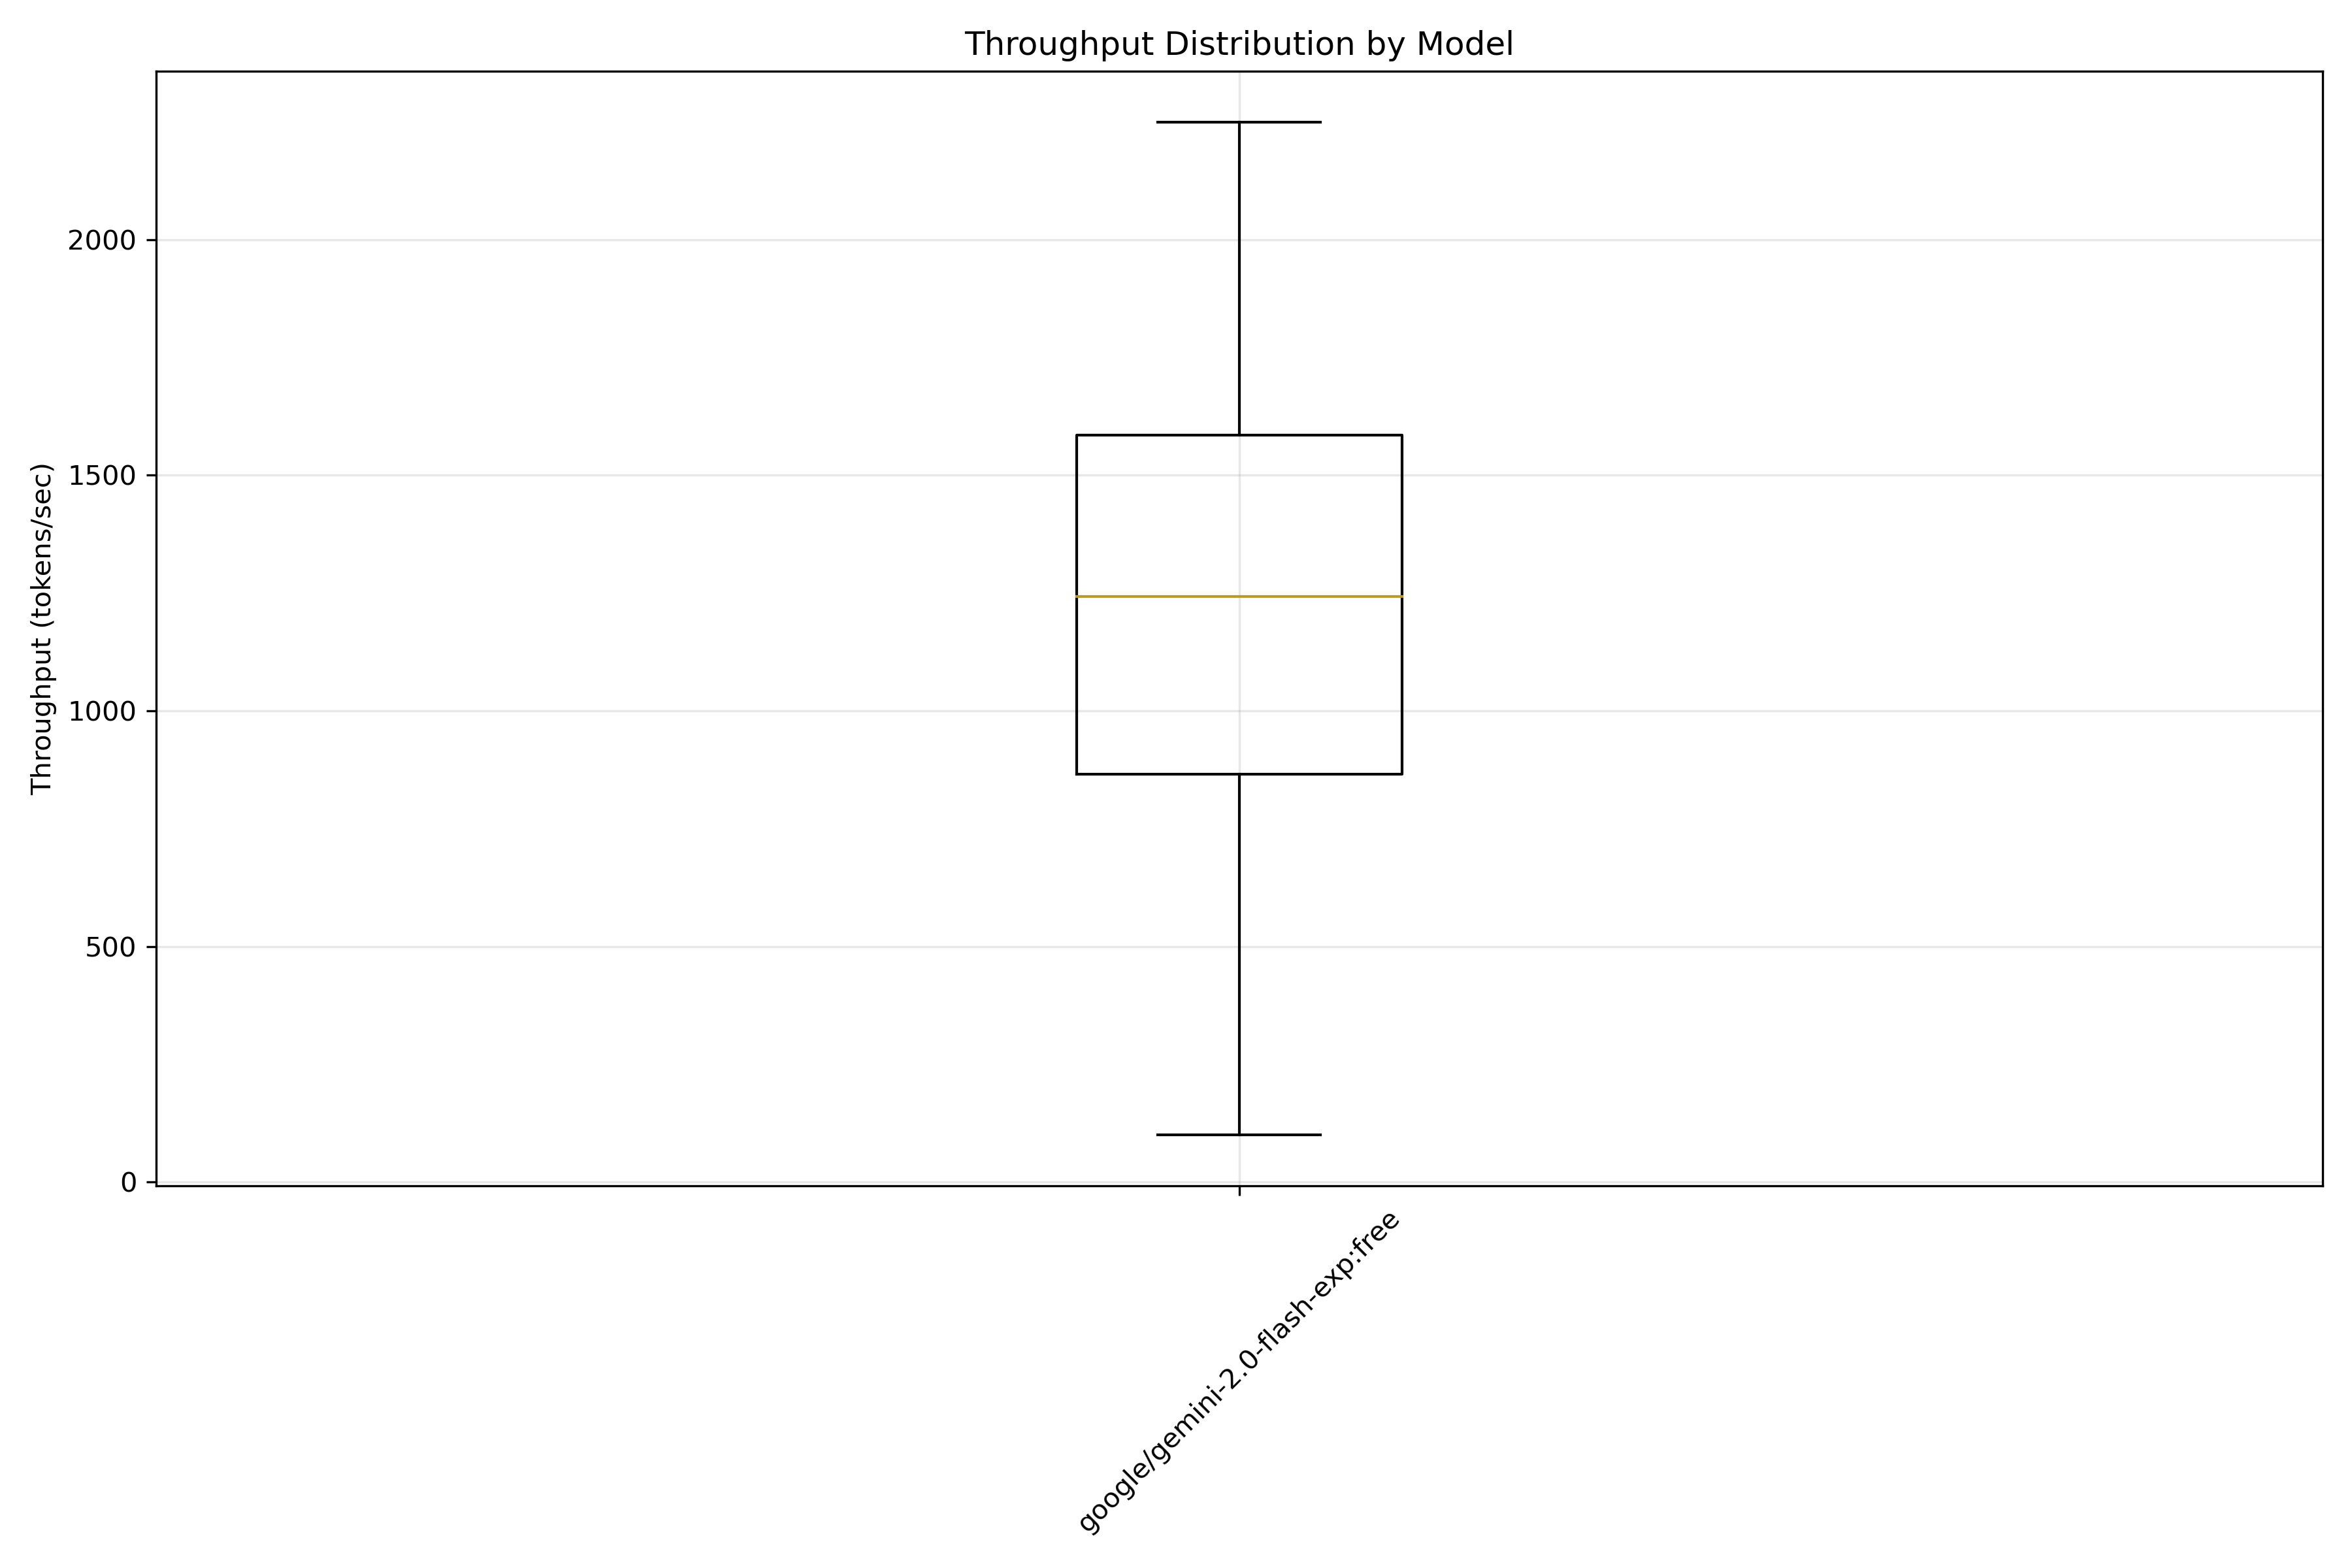 Throughput Distribution by Model
Throughput (tokens/sec)
2000
1500
1000
500
0
google/gemini-2.0-flash-exp:free